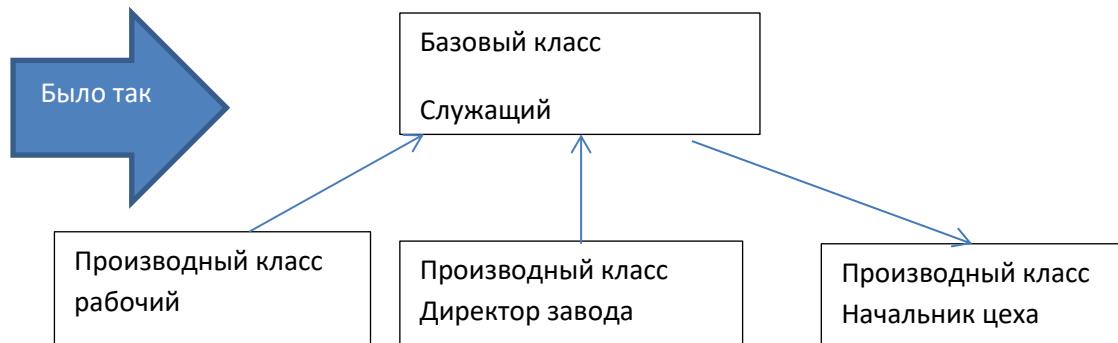 Было так
Базовый класс
Служащий
Производный класс
рабочий
Производный класс
Директор завода
Производный класс
Начальник цеха